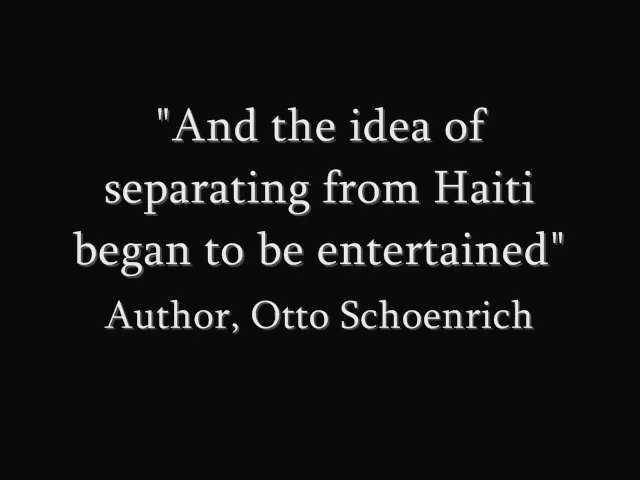 "And the idea of
separating from Haiti
began to be entertained"
Author, Otto Schoenrich